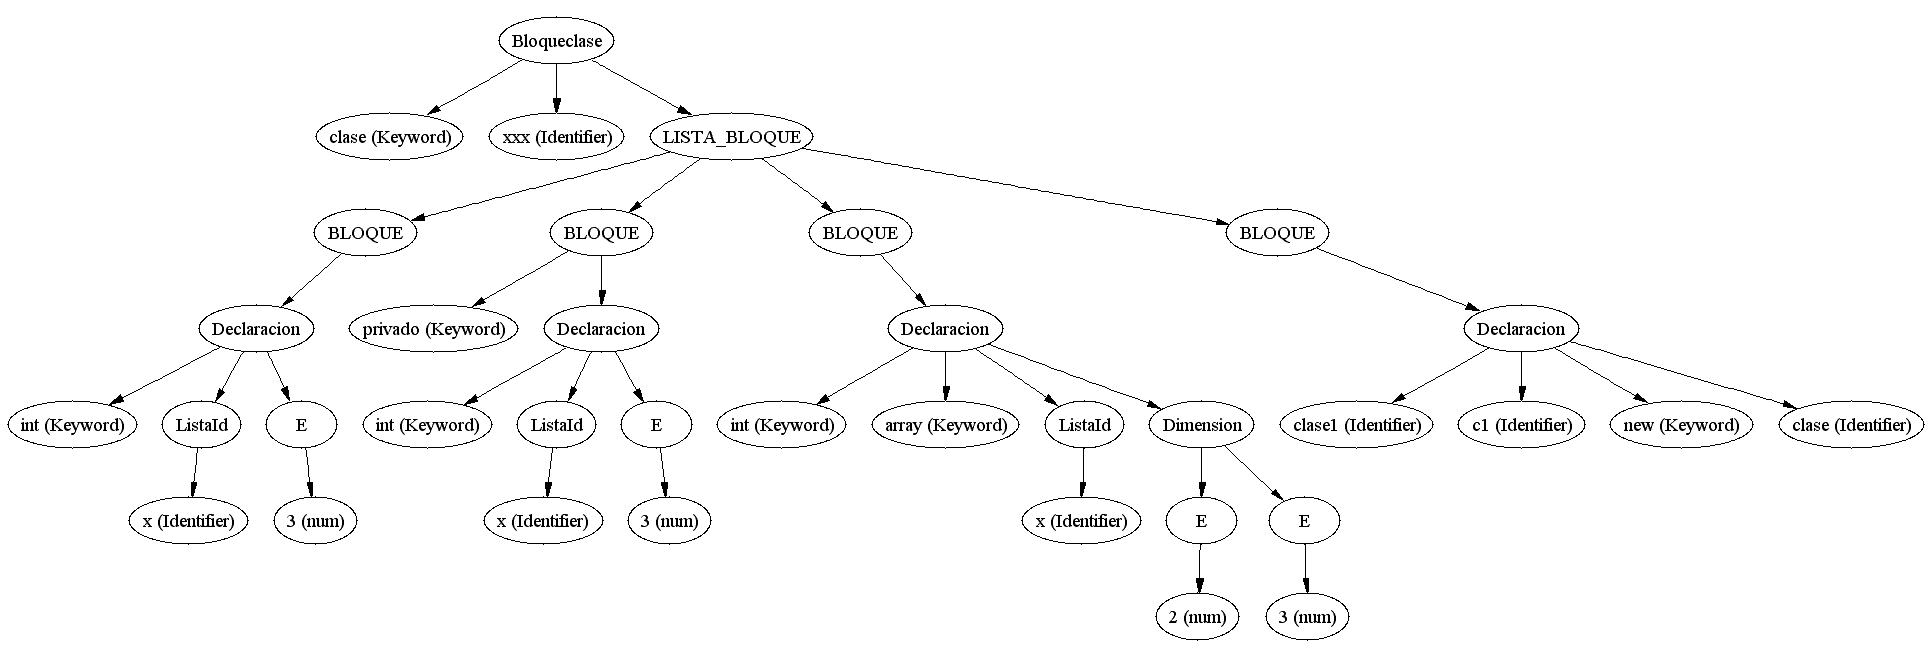 Bloqueclase
clase (Keyword)
xxx (Identifier)
LISTA_BLOQUE
BLOQUE
BLOQUE
BLOQUE
BLOQUE
Declaracion
privado (Keyword)
Declaracion
Declaracion
Declaracion
int (Keyword)
ListaId
E
int (Keyword)
ListaId
E
int (Keyword)
array (Keyword)
ListaId
Dimension
clase1 (Identifier)
c1 (Identifier)
new (Keyword)
clase (Identifier)
x (Identifier)
3 (num)
x (Identifier)
3 (num)
x (Identifier)
E
E
2 (num)
3 (num)